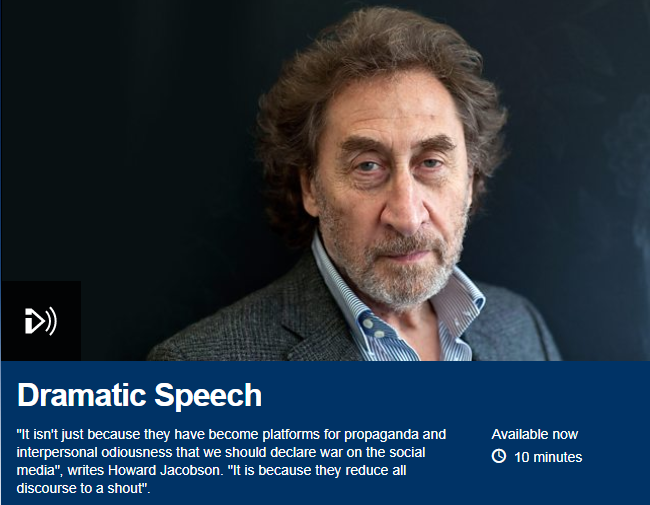 Dramatic Speech
"It isn't just because they have become platforms for propaganda and
interpersonal odiousness that we should declare war on the social
media", writes Howard Jacobson. "It is because they reduce all
discourse to a shout".
Available now
10 minutes